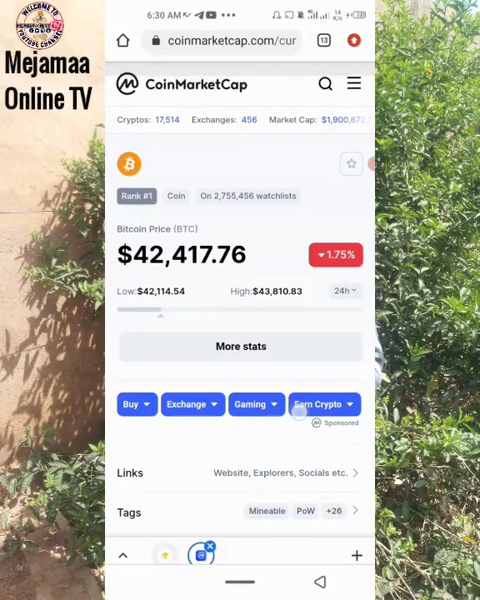 6:30 AM
coinmarketcap.com/cur
13
Mejamaa
Online TV
CoinMarketCap
Cryptos: 17,514 Exchanges: 456 Market Cap: $1,900,872,
Rank #1 Coin On 2,755,456 watchlists
Bitcoin Price (BTC)
$42,417.76 1.75%
Low:$42,114.54 High:$43,810.83 24h
More stats
Buy Exchange Gaming Earn Crypto
Sponsored
Links Website, Explorers, Socials etc.
Tags Mineable PoW +26